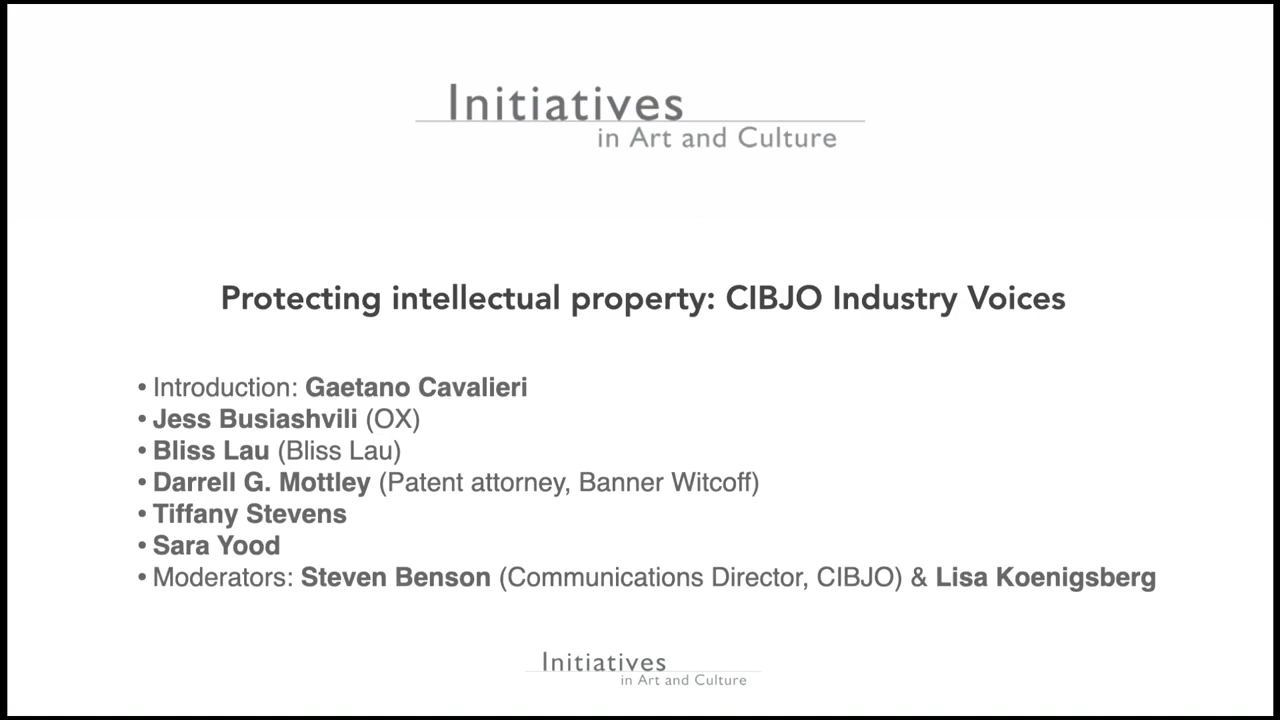 Initiatives
in Art and Culture
Protecting intellectual property: CIBJO Industry Voices
• Introduction: Gaetano Cavalieri
• Jess Busiashvili (OX)
• Bliss Lau (Bliss Lau)
• Darrell G. Mottley (Patent attorney, Banner Witcoff)
• Tiffany Stevens
• Sara Yood
• Moderators: Steven Benson (Communications Director, CIBJO) & Lisa Koenigsberg
Initiatives
in Art and Culture